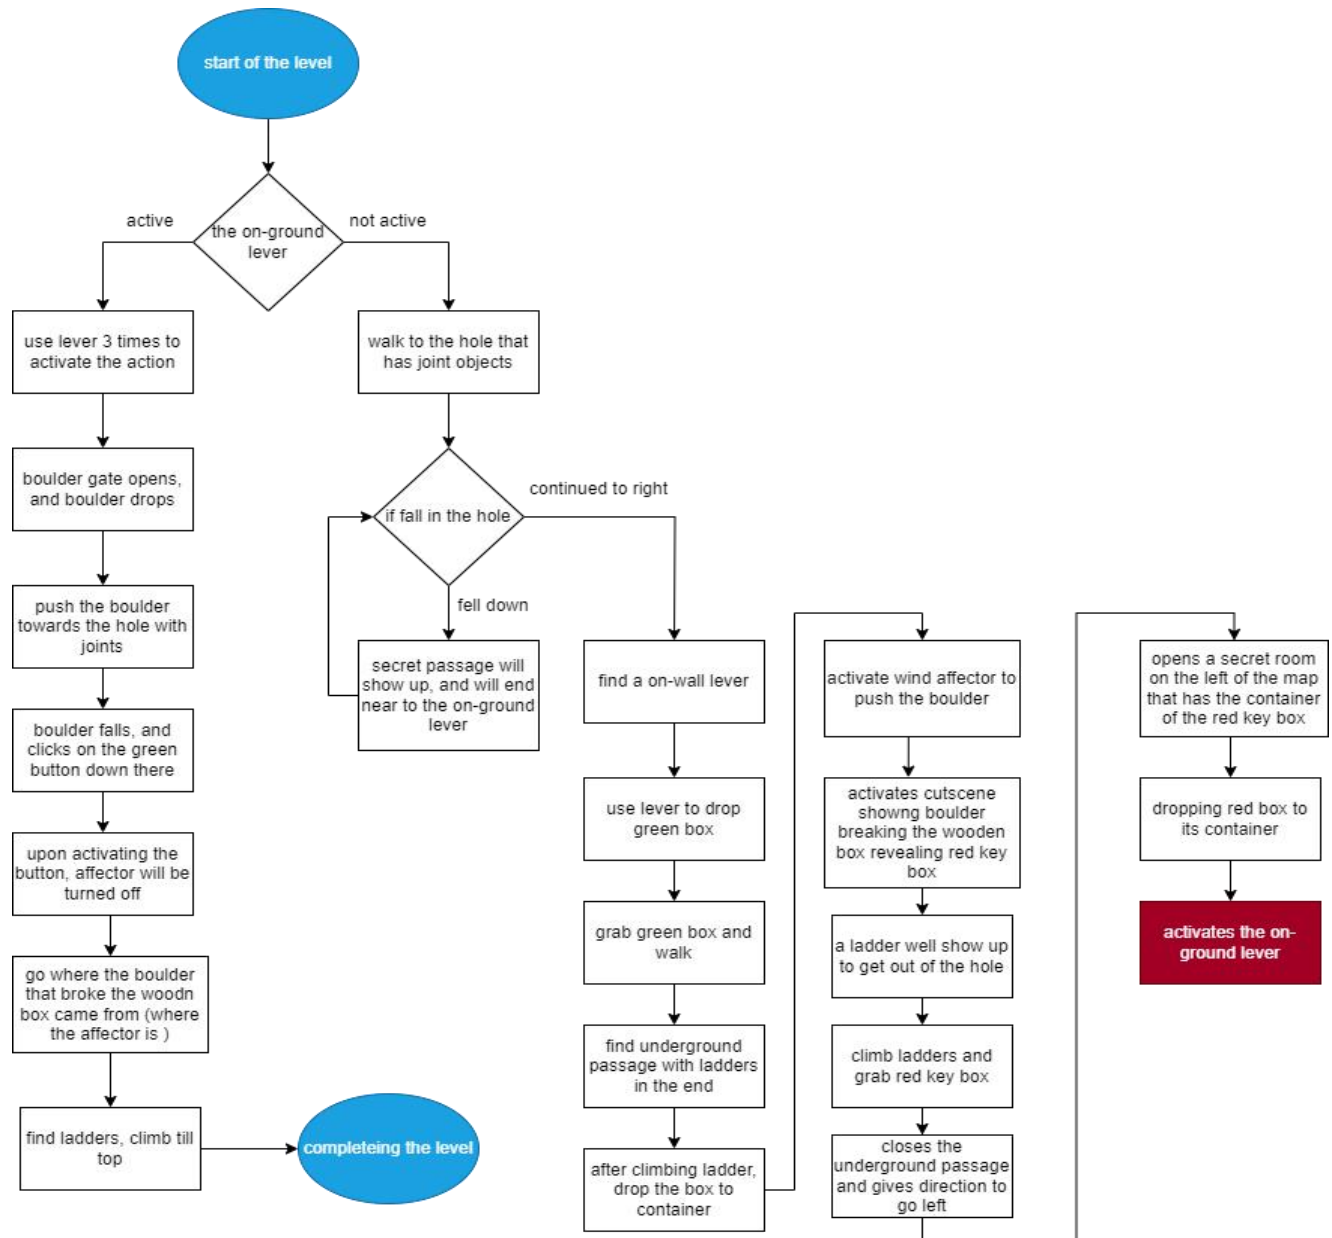 start of the level
the on-ground
lever
active
not active
use lever 3 times to
activate the action
boulder gate opens,
and boulder drops
push the boulder
towards the hole with
joints
boulder falls, and
clicks on the green
button down there
upon activating the
button, affector will be
turned off
go where the boulder
that broke the woodn
box came from (where
the affector is )
find ladders, climb till
top
completeing the level
walk to the hole that
has joint objects
if fall in the hole
continued to right
fell down
secret passage will
show up, and will end
near to the on-ground
lever
find a on-wall lever
use lever to drop
green box
grab green box and
walk
find underground
passage with ladders
in the end
after climbing ladder,
drop the box to
container
activate wind affector to
push the boulder
activates cutscene
showng boulder
breaking the wooden
box revealing red key
box
a ladder well show up
to get out of the hole
climb ladders and
grab red key box
closes the
underground passage
and gives direction to
go left
opens a secret room
on the left of the map
that has the container
of the red key box
dropping red box to
its container
activates the on-
ground lever